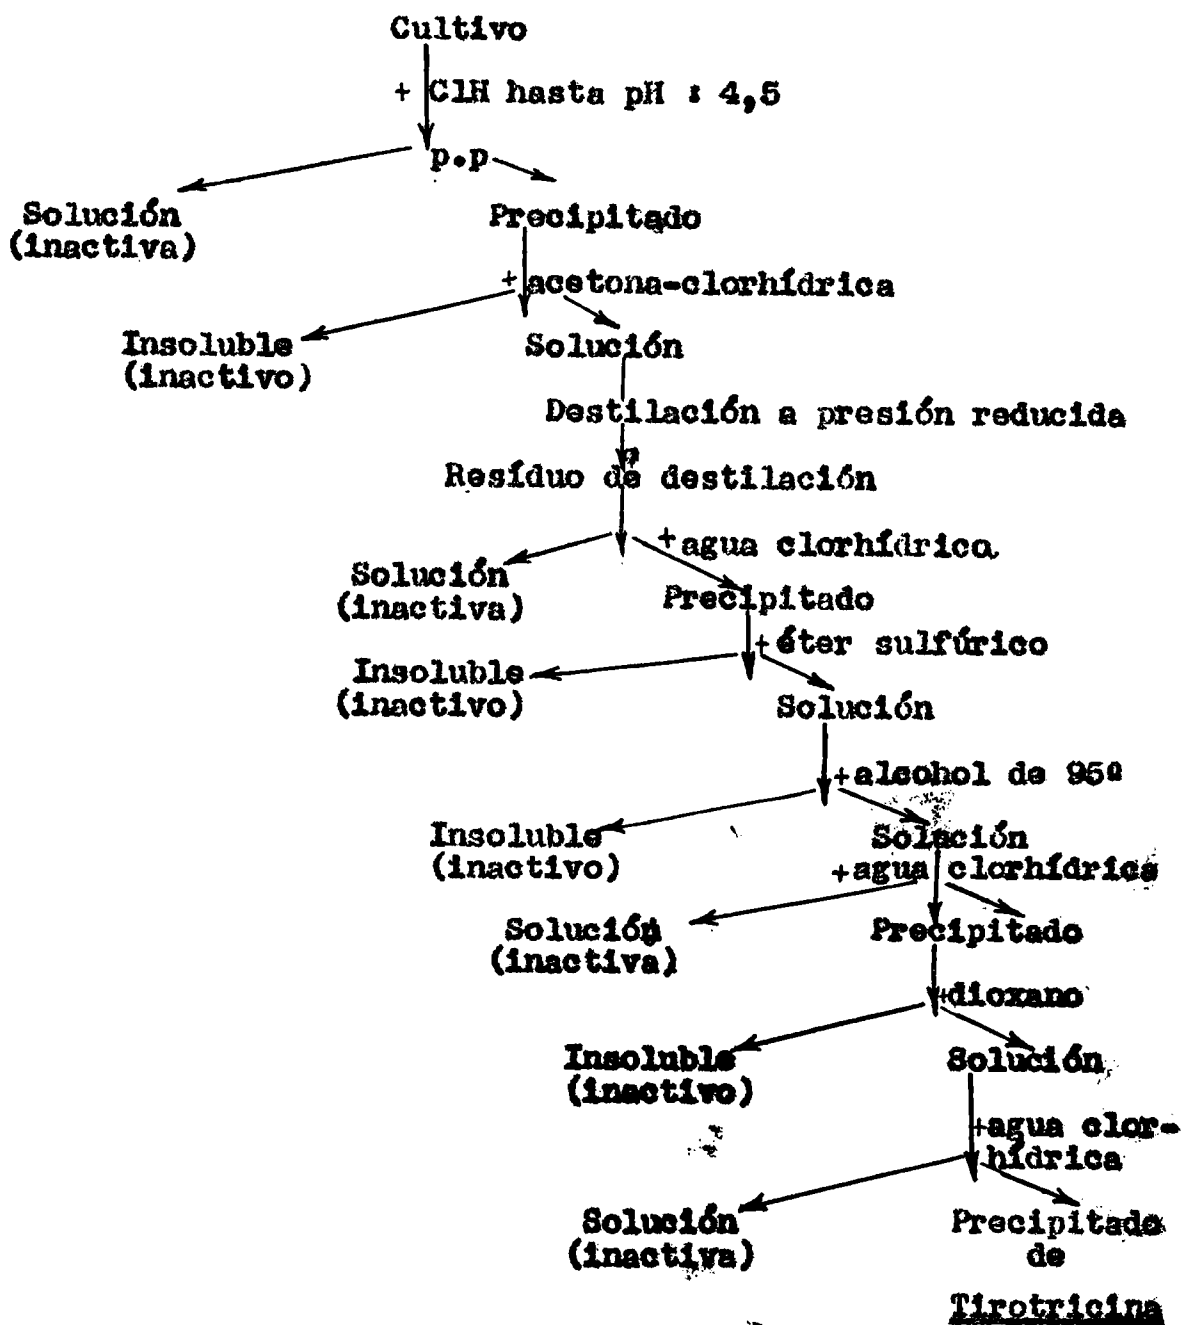 Cultivo
+ ClH hasta pH : 4,5
p.p
Solución
(inactiva)
Precipitado
+ acetona-clorhídrica
Insoluble
(inactivo)
Solución
Destilación a presión reducida
Resíduo de destilación
+ agua clorhídrica
Solución
(inactiva)
Precipitado
+ éter sulfúrico
Insoluble
(inactivo)
Solución
+alcohol de 95º
Insoluble
(inactivo)
Solución
+agua clorhídrica
Solución
(inactiva)
Precipitado
+dioxano
Insoluble
(inactivo)
Solución
+agua clor-
hídrica
Solución
(inactiva)
Precipitado
de
Tirotricina